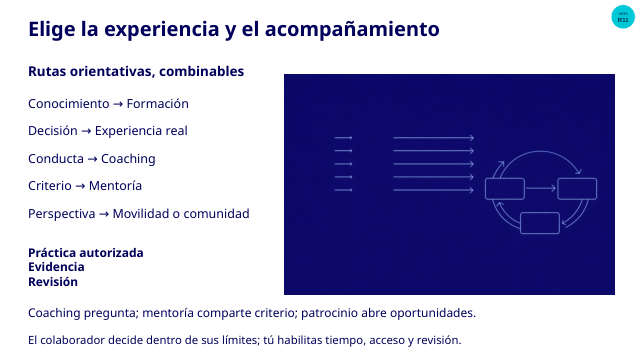 Elige la experiencia y el acompañamiento
R11
Rutas orientativas, combinables
Conocimiento → Formación
Decisión → Experiencia real
Conducta → Coaching
Criterio → Mentoría
Perspectiva → Movilidad o comunidad
Práctica autorizada
Evidencia
Revisión
Coaching pregunta; mentoría comparte criterio; patrocinio abre oportunidades.
El colaborador decide dentro de sus límites; tú habilitas tiempo, acceso y revisión.